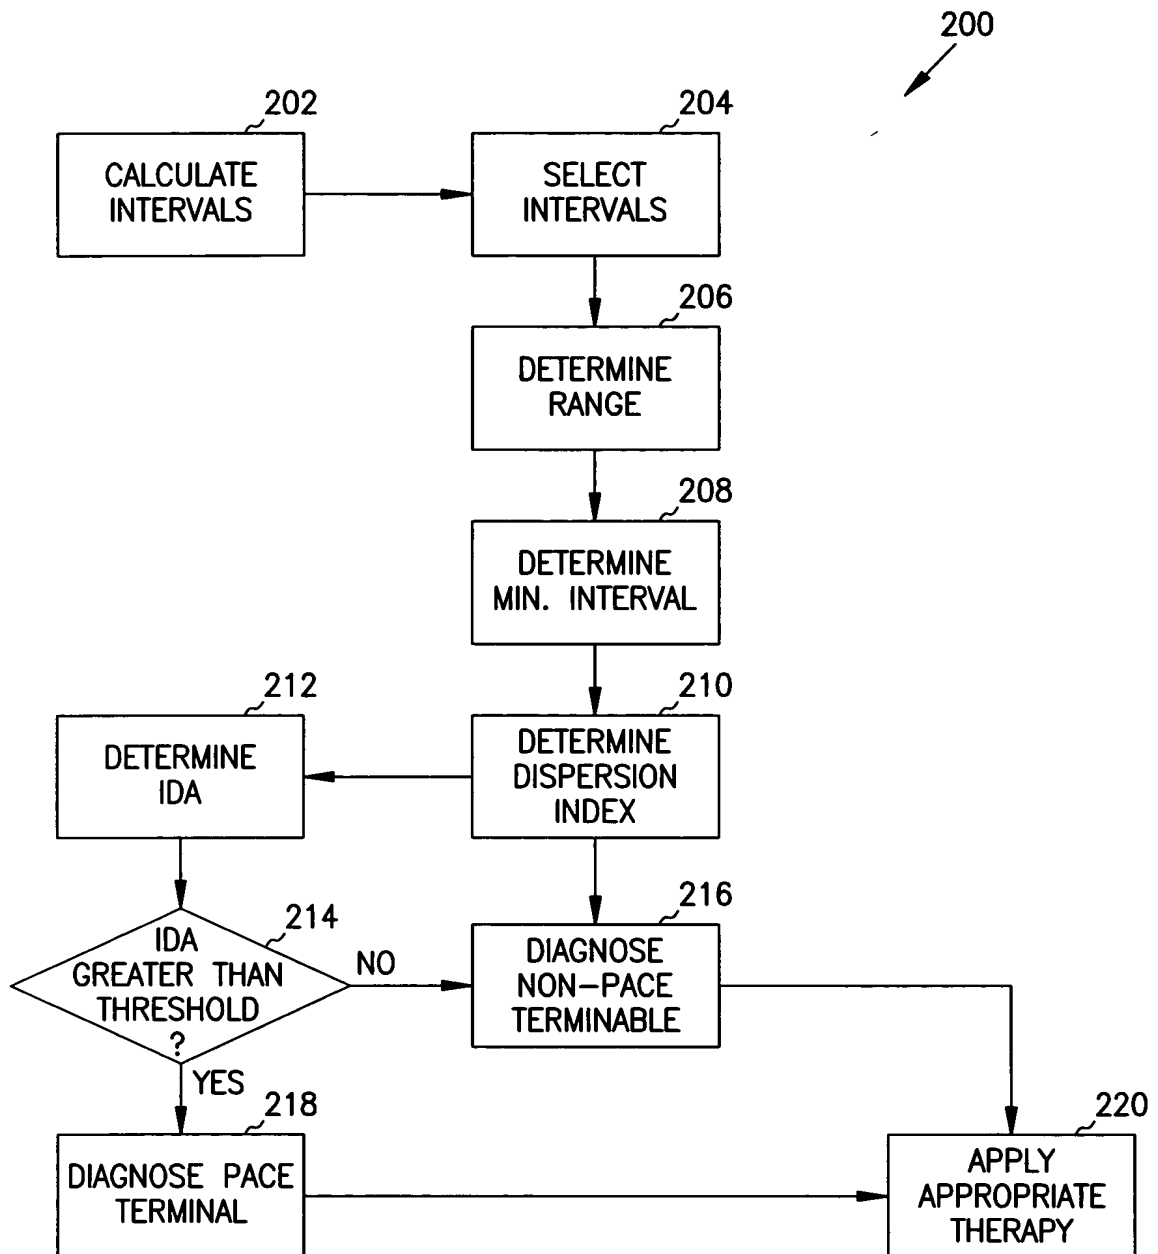 200
202
CALCULATE
INTERVALS
204
SELECT
INTERVALS
206
DETERMINE
RANGE
208
DETERMINE
MIN. INTERVAL
210
DETERMINE
DISPERSION
INDEX
212
DETERMINE
IDA
214
IDA
GREATER THAN
THRESHOLD
?
NO
YES
216
DIAGNOSE
NON-PACE
TERMINABLE
218
DIAGNOSE PACE
TERMINAL
220
APPLY
APPROPRIATE
THERAPY